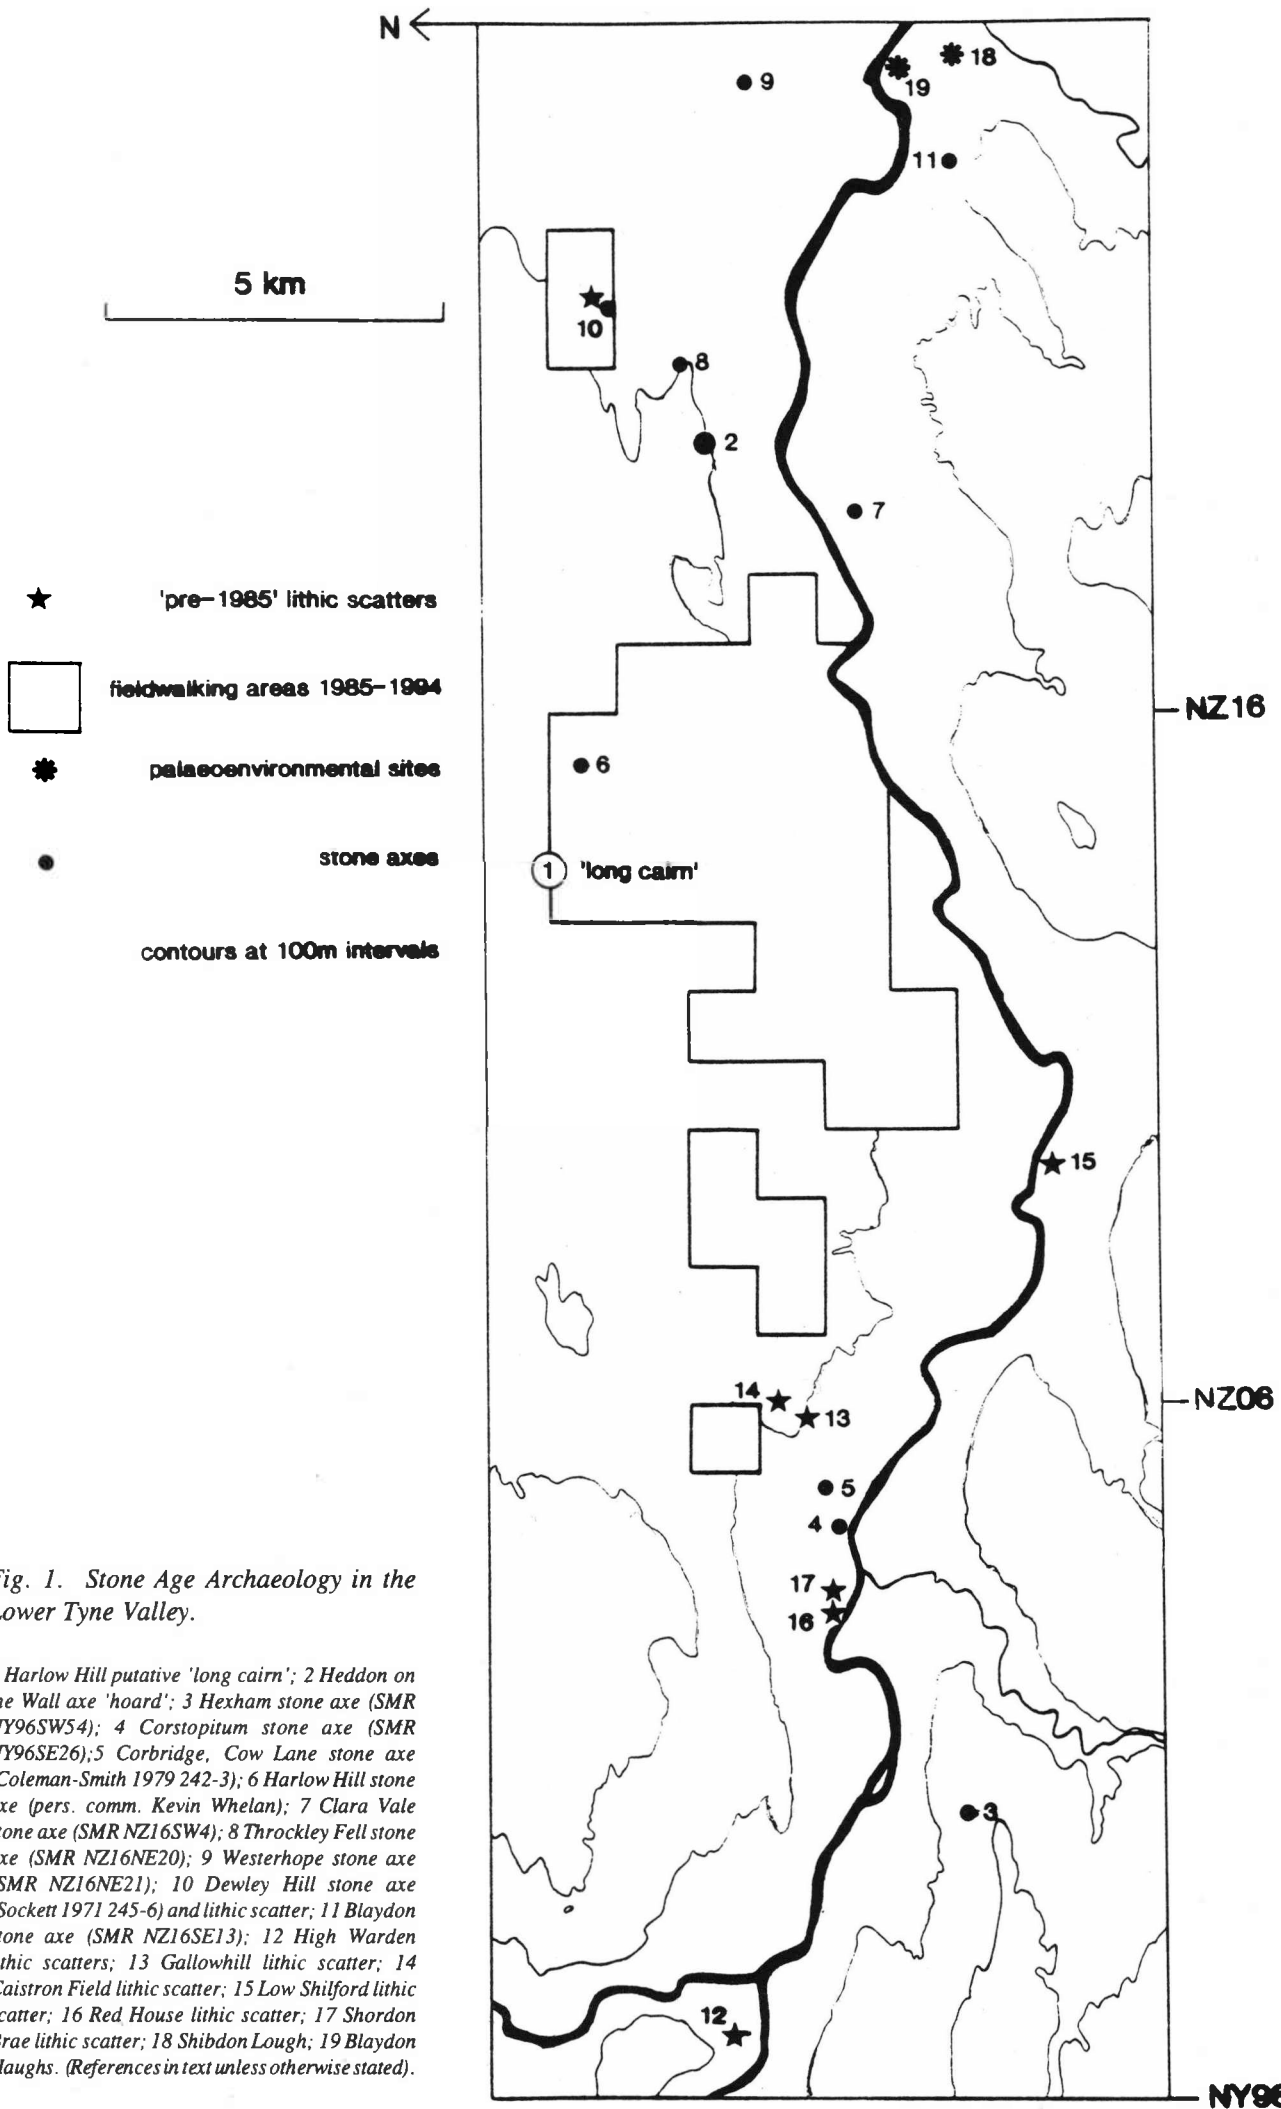 N
9
18
19
11
5 km
10
8
2
7
★ 'pre-1985' lithic scatters
fieldwalking areas 1985-1994
palaeoenvironmental sites
stone axes
contours at 100m intervals
NZ16
6
1 'long cairn'
15
14
13
NZ06
5
4
17
16
3
12
NY96
ig. 1. Stone Age Archaeology in the
ower Tyne Valley.
Harlow Hill putative 'long cairn'; 2 Heddon on
he Wall axe 'hoard'; 3 Hexham stone axe (SMR
NY96SW54); 4 Corstopitum stone axe (SMR
NY96SE26);5 Corbridge, Cow Lane stone axe
Coleman-Smith 1979 242-3); 6 Harlow Hill stone
xe (pers. comm. Kevin Whelan); 7 Clara Vale
tone axe (SMR NZ16SW4); 8 Throckley Fell stone
xe (SMR NZ16NE20); 9 Westerhope stone axe
SMR NZ16NE21); 10 Dewley Hill stone axe
Sockett 1971 245-6) and lithic scatter; 11 Blaydon
tone axe (SMR NZ16SE13); 12 High Warden
thic scatters; 13 Gallowhill lithic scatter; 14
Caistron Field lithic scatter; 15 Low Shilford lithic
catter; 16 Red House lithic scatter; 17 Shordon
rae lithic scatter; 18 Shibdon Lough; 19 Blaydon
Haughs. (References in text unless otherwise stated).